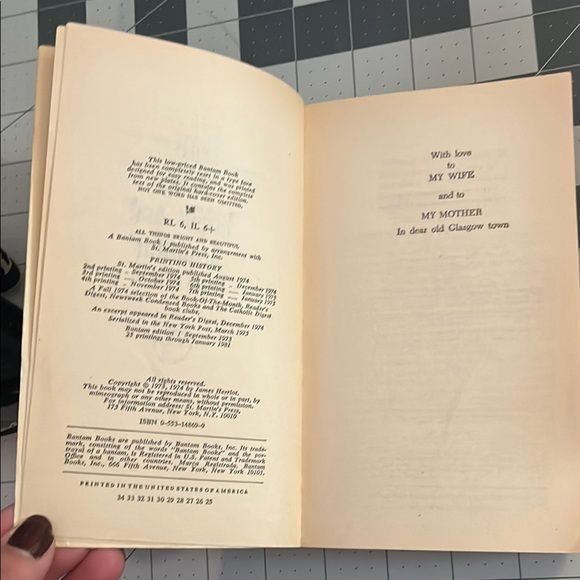 This low-priced Bantam Book
has been completely reset in a type face
designed for easy reading, and was printed
from new plates. It contains the complete
text of the original hard-cover edition.
NOT ONE WORD HAS BEEN OMITTED.
RL 6, IL 6+
ALL THINGS BRIGHT AND BEAUTIFUL
A Bantam Book | published by arrangement with
St. Martin's Press, Inc.
PRINTING HISTORY
St. Martin's edition published August 1974
2nd printing – September 1974 5th printing – December 1974
3rd printing — October 1974 6th printing — January 1975
4th printing – November 1974 7th printing — January 1975
A Fall 1974 selection of the Book-Of-The-Month, Reader's
Digest, Newsweek Condensed Books and The Catholic Digest
book clubs.
An excerpt appeared in Reader's Digest, December 1974
Serialized in the New York Post, March 1975
Bantam edition | September 1975
25 printings through January 1981
All rights reserved.
Copyright © 1973, 1974 by James Herriot.
This book may not be reproduced in whole or in part, by
mimeograph or any other means, without permission.
For information address: St. Martin's Press,
175 Fifth Avenue, New York, N.Y. 10010
ISBN 0-553-14869-9
Bantam Books are published by Bantam Books, Inc. Its trade-
mark, consisting of the words "Bantam Books" and the por-
trayal of a bantam, is Registered in U.S. Patent and Trademark
Office and in other countries. Marca Registrada. Bantam
Books, Inc., 666 Fifth Avenue, New York, New York 10103.
PRINTED IN THE UNITED STATES OF AMERICA
34 33 32 31 30 29 28 27 26 25
With love
to
MY WIFE
and to
MY MOTHER
In dear old Glasgow town